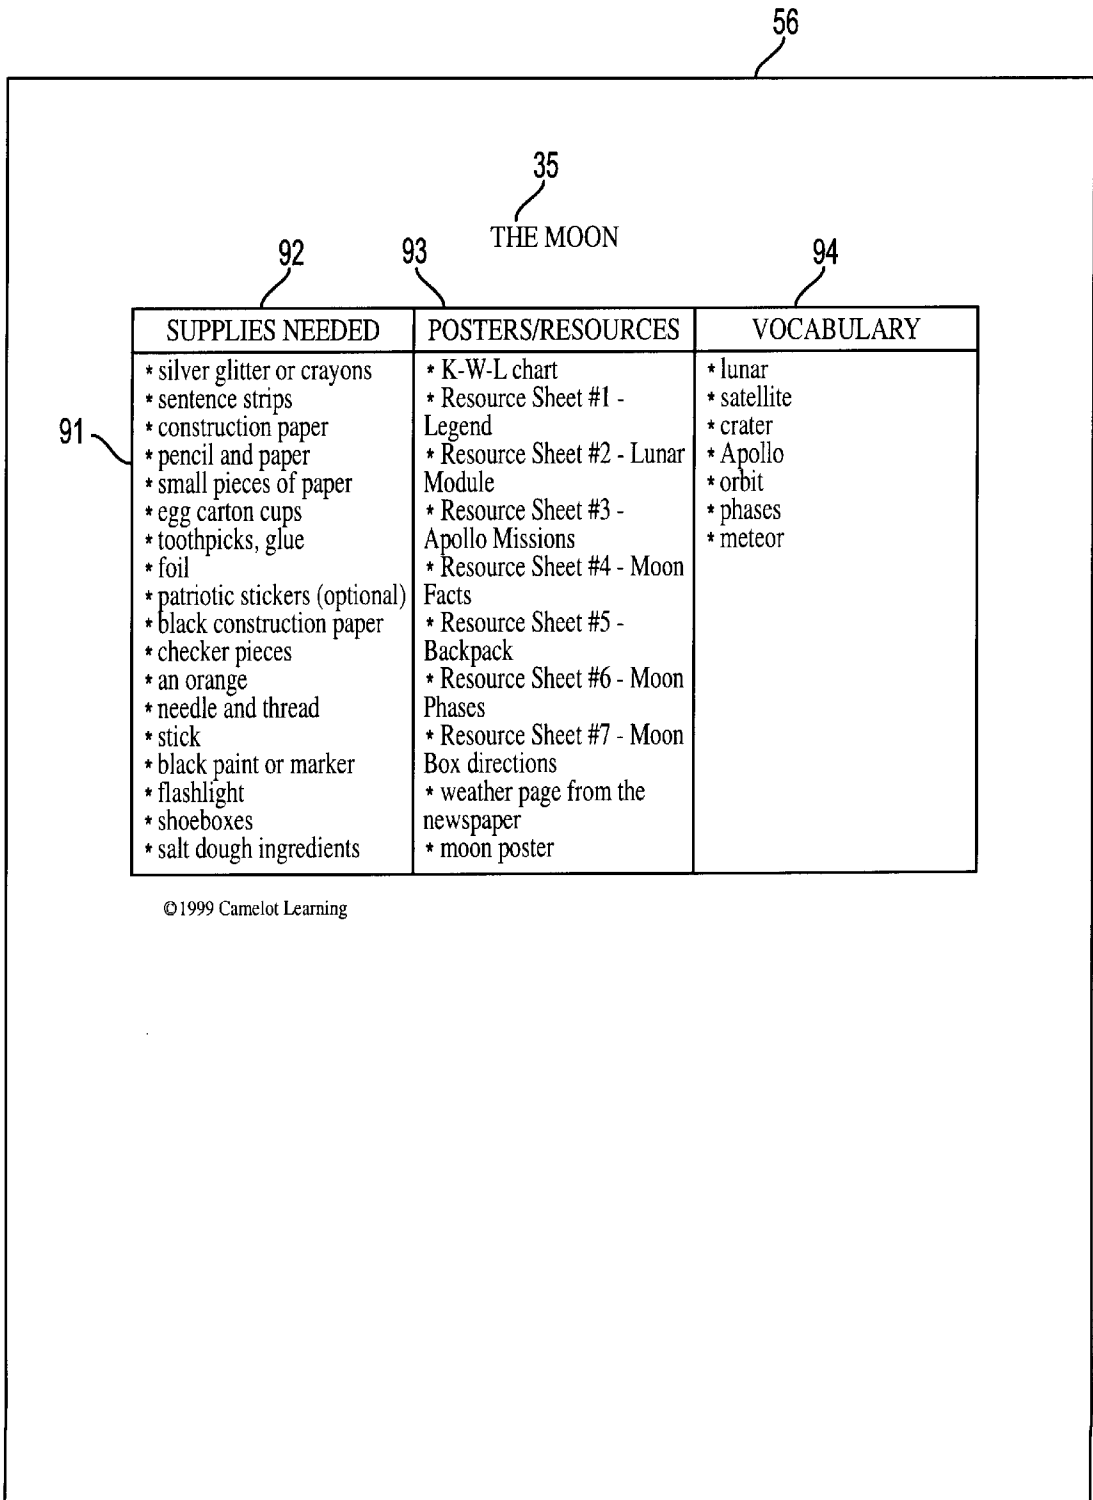 56
35
THE MOON
92
93
94
91
SUPPLIES NEEDED
* silver glitter or crayons
* sentence strips
* construction paper
* pencil and paper
* small pieces of paper
* egg carton cups
* toothpicks, glue
* foil
* patriotic stickers (optional)
* black construction paper
* checker pieces
* an orange
* needle and thread
* stick
* black paint or marker
* flashlight
* shoeboxes
* salt dough ingredients
POSTERS/RESOURCES
* K-W-L chart
* Resource Sheet #1 -
Legend
* Resource Sheet #2 - Lunar
Module
* Resource Sheet #3 -
Apollo Missions
* Resource Sheet #4 - Moon
Facts
* Resource Sheet #5 -
Backpack
* Resource Sheet #6 - Moon
Phases
* Resource Sheet #7 - Moon
Box directions
* weather page from the
newspaper
* moon poster
VOCABULARY
* lunar
* satellite
* crater
* Apollo
* orbit
* phases
* meteor
©1999 Camelot Learning